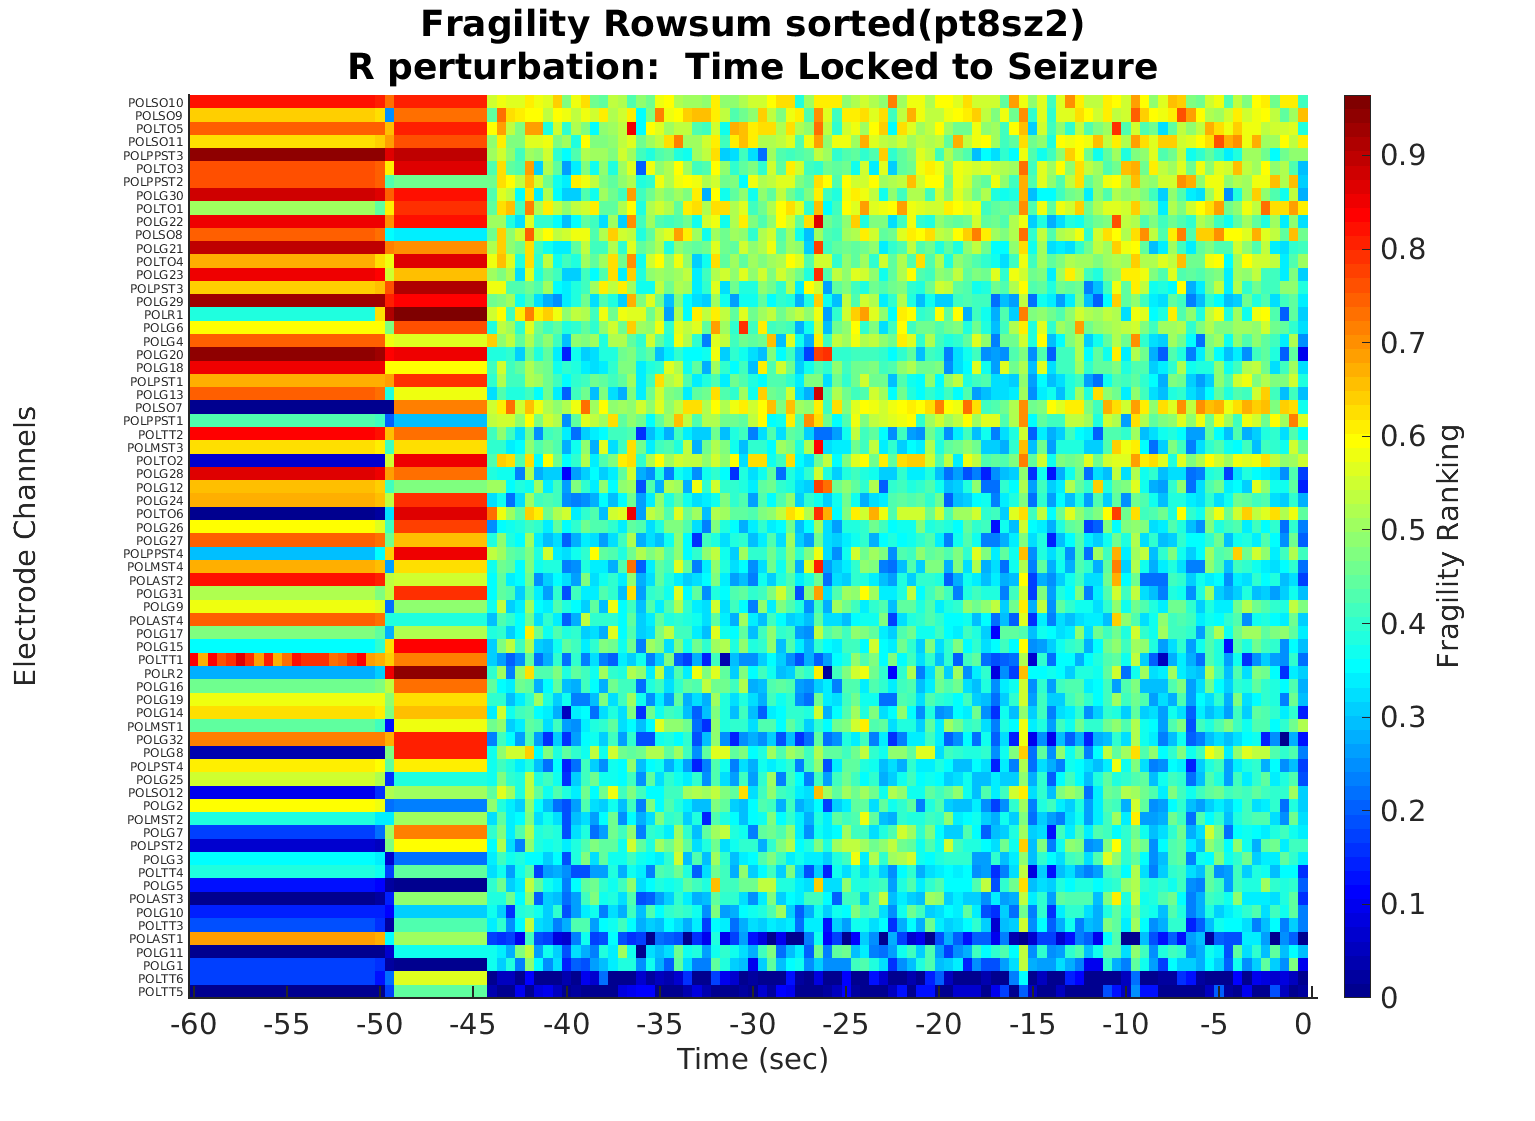 Fragility Rowsum sorted(pt8sz2)
R perturbation:  Time Locked to Seizure
Electrode Channels
POLSO10
POLSO9
POLTO5
POLSO11
POLPPST3
POLTO3
POLPPST2
POLG30
POLTO1
POLG22
POLSO8
POLG21
POLTO4
POLG23
POLPST3
POLG29
POLR1
POLG6
POLG4
POLG20
POLG18
POLPST1
POLG13
POLSO7
POLPPST1
POLTT2
POLMST3
POLTO2
POLG28
POLG12
POLG24
POLTO6
POLG26
POLG27
POLPPST4
POLMST4
POLAST2
POLG31
POLG9
POLAST4
POLG17
POLG15
POLTT1
POLR2
POLG16
POLG19
POLG14
POLMST1
POLG32
POLG8
POLPST4
POLG25
POLSO12
POLG2
POLMST2
POLG7
POLPST2
POLG3
POLTT4
POLG5
POLAST3
POLG10
POLTT3
POLAST1
POLG11
POLG1
POLTT6
POLTT5
-60 -55 -50 -45 -40 -35 -30 -25 -20 -15 -10 -5 0
Time (sec)
0.9
0.8
0.7
0.6
0.5
0.4
0.3
0.2
0.1
0
Fragility Ranking